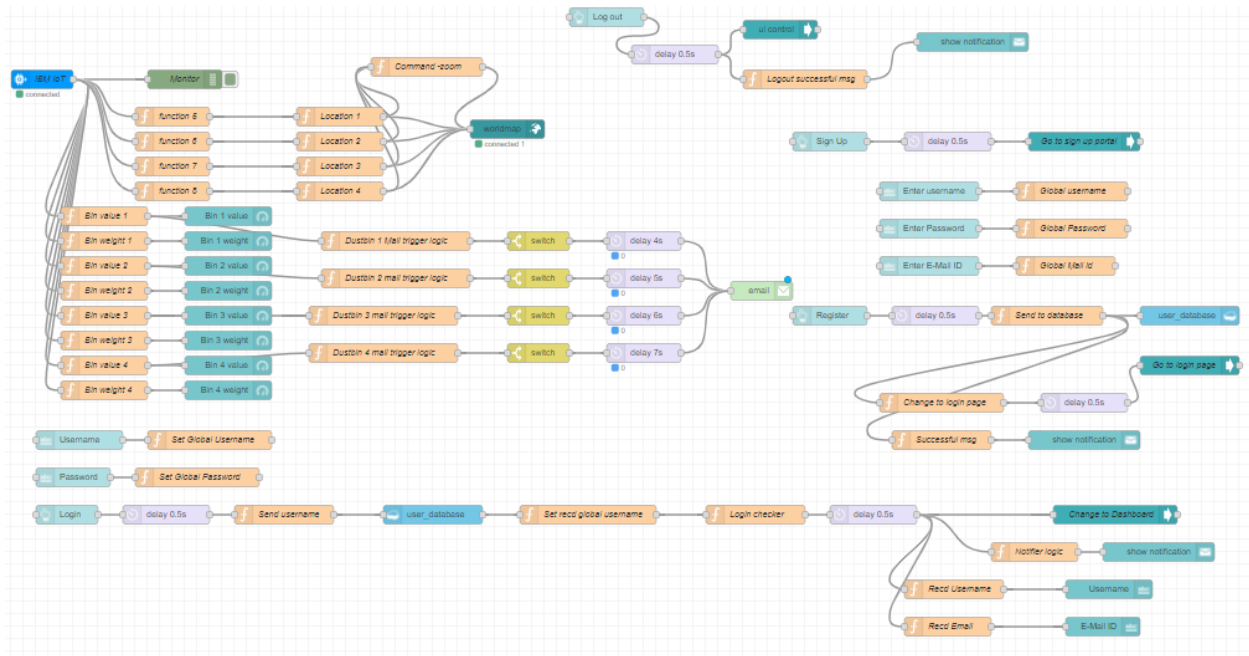 Log out
delay 0.5s
ui control
Logout successful msg
show notification
IBM IoT
connected
Monitor
Command -zoom
function 5
Location 1
function 6
Location 2
function 7
Location 3
function 8
Location 4
worldmap
connected 1
Sign Up
delay 0.5s
Go to sign up portal
Enter username
Global username
Enter Password
Global Password
Enter E-Mail ID
Global Mail id
Bin value 1
Bin 1 value
Bin weight 1
Bin 1 weight
Bin value 2
Bin 2 value
Bin weight 2
Bin 2 weight
Bin value 3
Bin 3 value
Bin weight 3
Bin 3 weight
Bin value 4
Bin 4 value
Bin weight 4
Bin 4 weight
Dustbin 1 Mail trigger logic
switch
delay 4s
0
Dustbin 2 mail trigger logic
switch
delay 5s
0
Dustbin 3 mail trigger logic
switch
delay 6s
0
Dustbin 4 mail trigger logic
switch
delay 7s
0
email
Register
delay 0.5s
Send to database
user_database
Go to login page
Change to login page
delay 0.5s
Successful msg
show notification
Username
Set Global Username
Password
Set Global Password
Login
delay 0.5s
Send username
user_database
Set recd global username
Login checker
delay 0.5s
Change to Dashboard
Notifier logic
show notification
Recd Username
Username
Recd Email
E-Mail ID